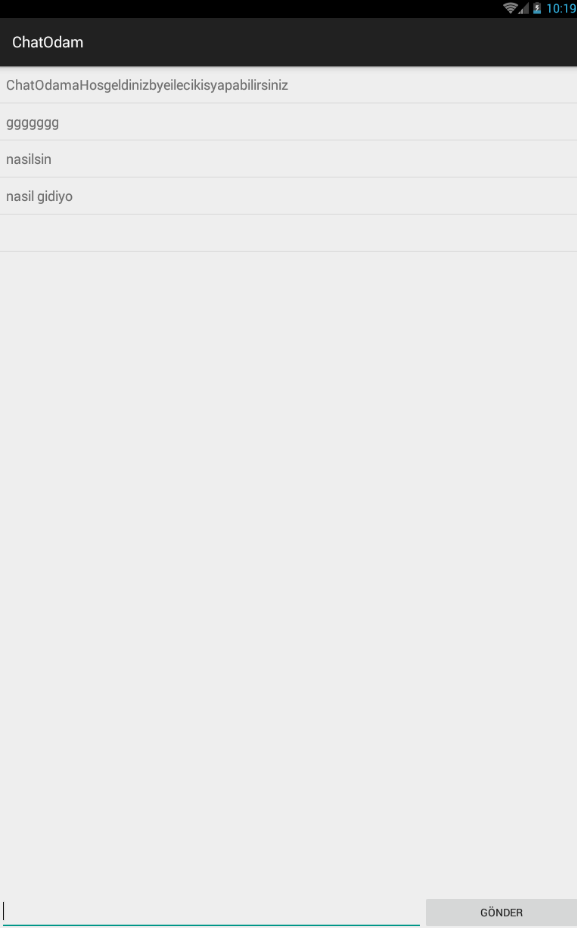 10:19
ChatOdam
ChatOdamaHosgeldinizbyeilecikisyapabilirsiniz
ggggggg
nasilsin
nasil gidiyo
GÖNDER